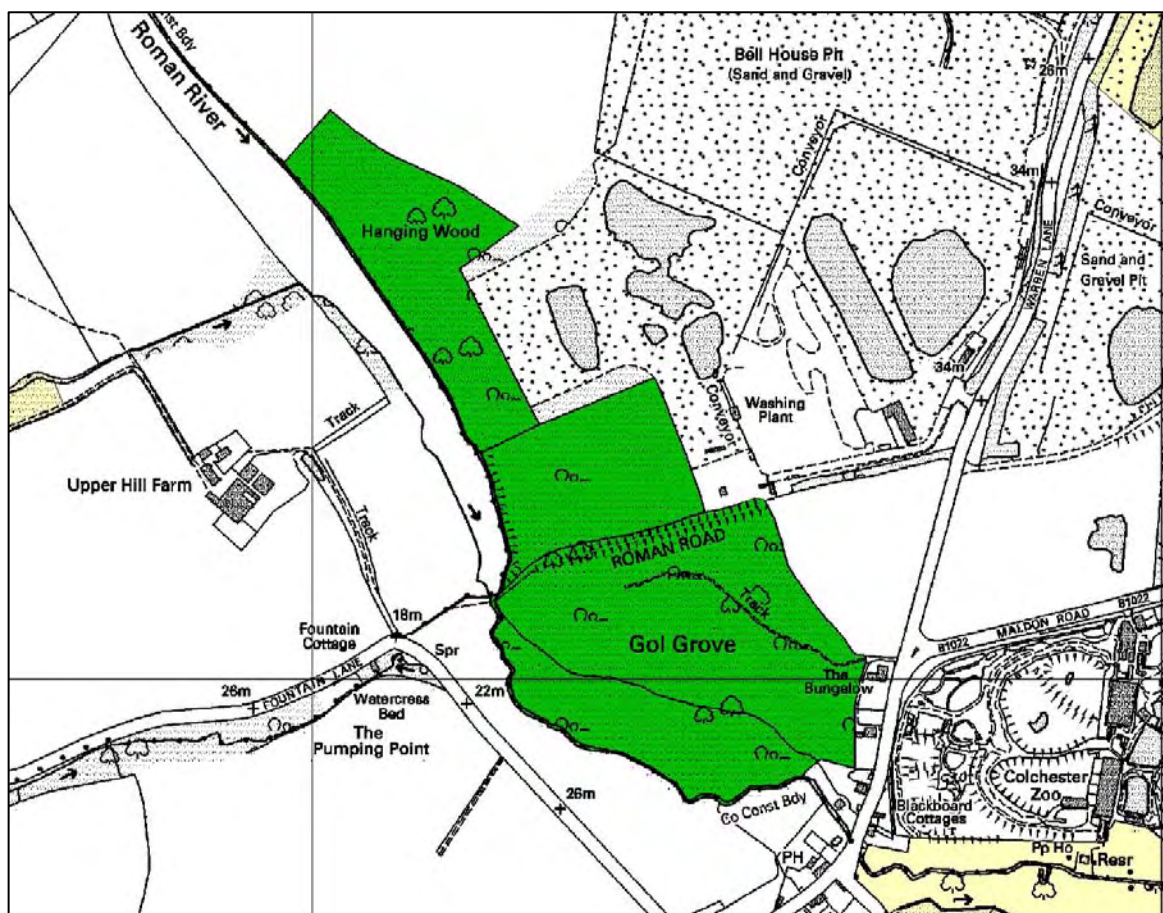 Const Bdy
Roman River
Bell House Pit
(Sand and Gravel)
26m
Conveyor
34m
Conveyor
WARREN LANE
Sand and
Gravel Pit
Hanging Wood
34m
Conveyor
Washing
Plant
Track
Upper Hill Farm
Track
ROMAN ROAD
Track
Gol Grove
B1022
MALDON ROAD
B1022
18m
Fountain
Cottage
Spr
The
Bungalow
FOUNTAIN LANE
26m
22m
Watercress
Bed
The
Pumping Point
26m
Colchester
Zoo
Co Const Bdy
Blackboard
Cottages
PH
Pp Ho
Resr